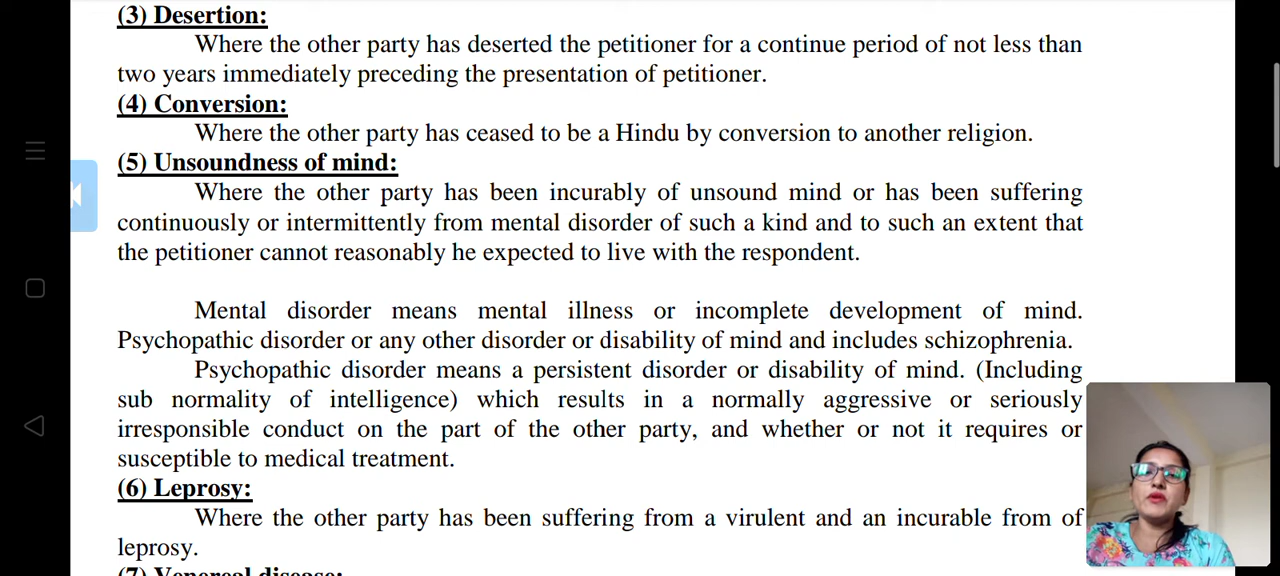 (3) Desertion:
Where the other party has deserted the petitioner for a continue period of not less than
two years immediately preceding the presentation of petitioner.
(4) Conversion:
Where the other party has ceased to be a Hindu by conversion to another religion.
(5) Unsoundness of mind:
Where the other party has been incurably of unsound mind or has been suffering
continuously or intermittently from mental disorder of such a kind and to such an extent that
the petitioner cannot reasonably he expected to live with the respondent.
Mental disorder means mental illness or incomplete development of mind.
Psychopathic disorder or any other disorder or disability of mind and includes schizophrenia.
Psychopathic disorder means a persistent disorder or disability of mind. (Including
sub normality of intelligence) which results in a normally aggressive or seriously
irresponsible conduct on the part of the other party, and whether or not it requires or
susceptible to medical treatment.
(6) Leprosy:
Where the other party has been suffering from a virulent and an incurable from of
leprosy.
(7) Venereal disease: